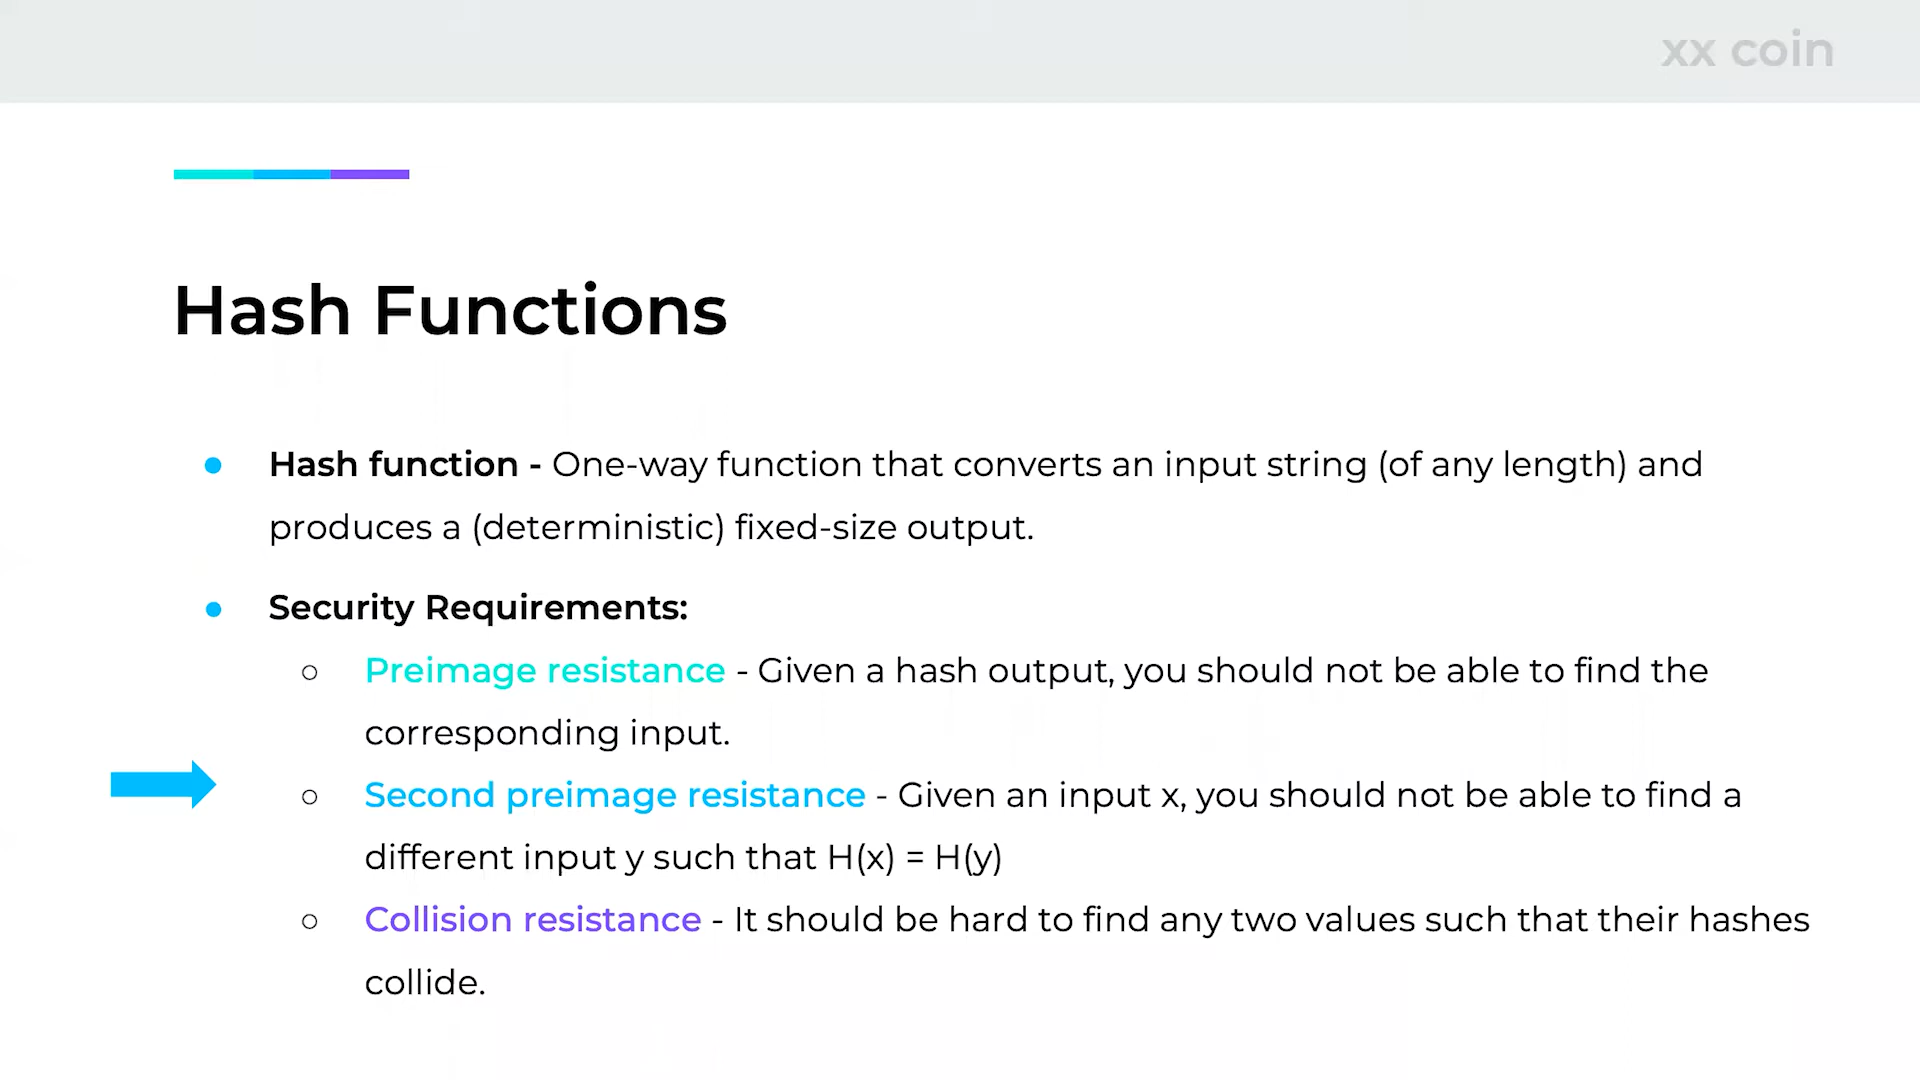 xx coin
Hash Functions
● Hash function - One-way function that converts an input string (of any length) and
produces a (deterministic) fixed-size output.
● Security Requirements:
○ Preimage resistance - Given a hash output, you should not be able to find the
corresponding input.
○ Second preimage resistance - Given an input x, you should not be able to find a
different input y such that H(x) = H(y)
○ Collision resistance - It should be hard to find any two values such that their hashes
collide.